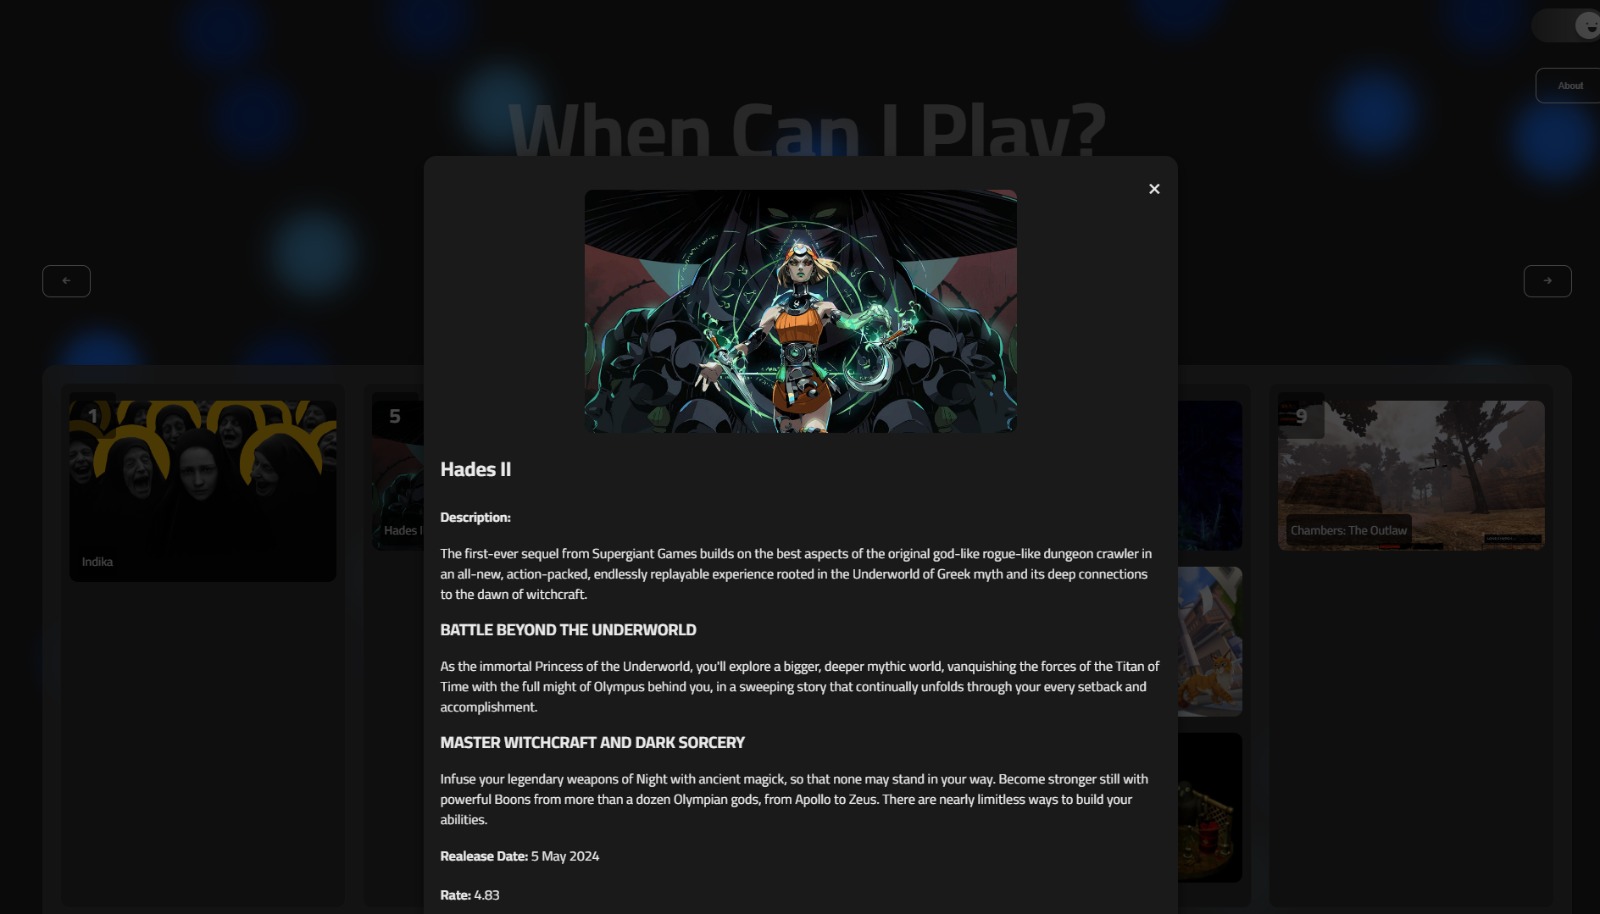 When Can I Play?
About
←
→
×
Hades II
Description:
The first-ever sequel from Supergiant Games builds on the best aspects of the original god-like rogue-like dungeon crawler in
an all-new, action-packed, endlessly replayable experience rooted in the Underworld of Greek myth and its deep connections
to the dawn of witchcraft.
BATTLE BEYOND THE UNDERWORLD
As the immortal Princess of the Underworld, you'll explore a bigger, deeper mythic world, vanquishing the forces of the Titan of
Time with the full might of Olympus behind you, in a sweeping story that continually unfolds through your every setback and
accomplishment.
MASTER WITCHCRAFT AND DARK SORCERY
Infuse your legendary weapons of Night with ancient magick, so that none may stand in your way. Become stronger still with
powerful Boons from more than a dozen Olympian gods, from Apollo to Zeus. There are nearly limitless ways to build your
abilities.
Realease Date: 5 May 2024
Rate: 4.83
1
Indika
5
Hades I
9
Chambers: The Outlaw